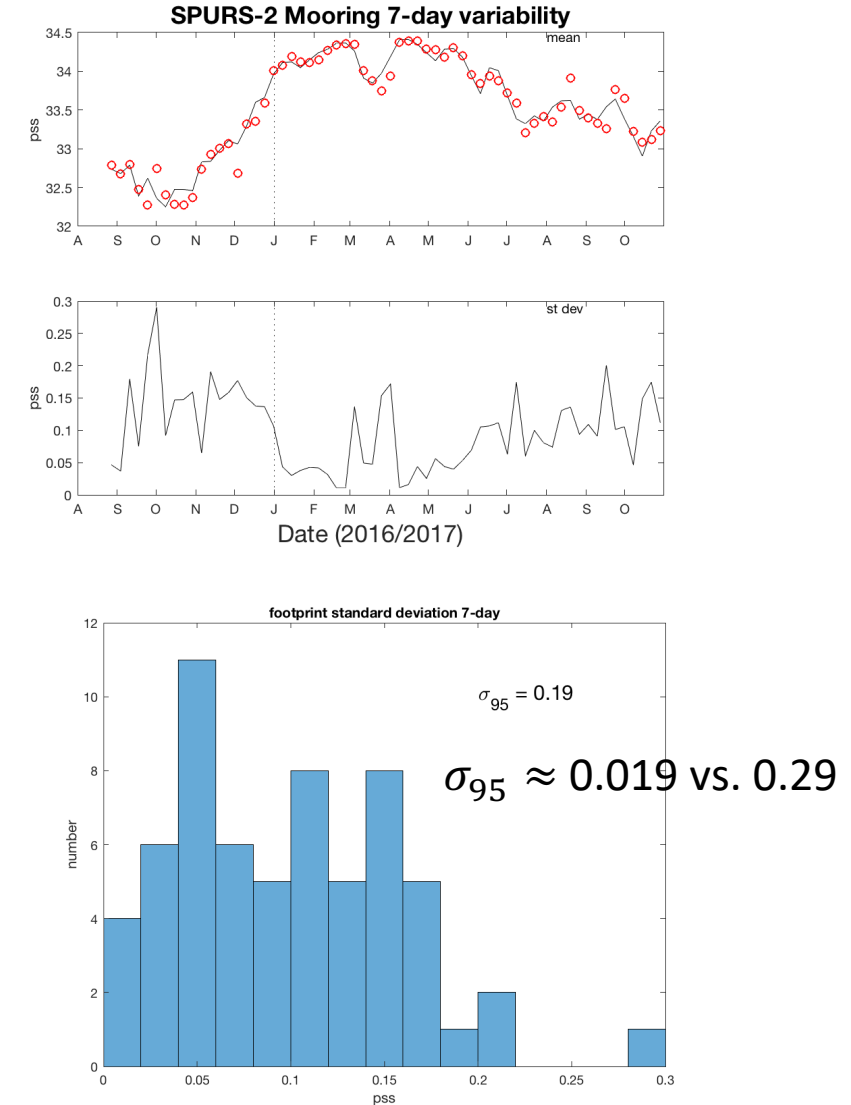 SPURS-2 Mooring 7-day variability
mean
34.5
34
33.5
33
32.5
32
pss
A S O N D J F M A M J J A S O
st dev
0.3
0.25
0.2
0.15
0.1
0.05
0
pss
A S O N D J F M A M J J A S O
Date (2016/2017)
footprint standard deviation 7-day
12
10
8
6
4
2
0
number
σ95 = 0.19
σ95 ≈ 0.019 vs. 0.29
0 0.05 0.1 0.15 0.2 0.25 0.3
pss